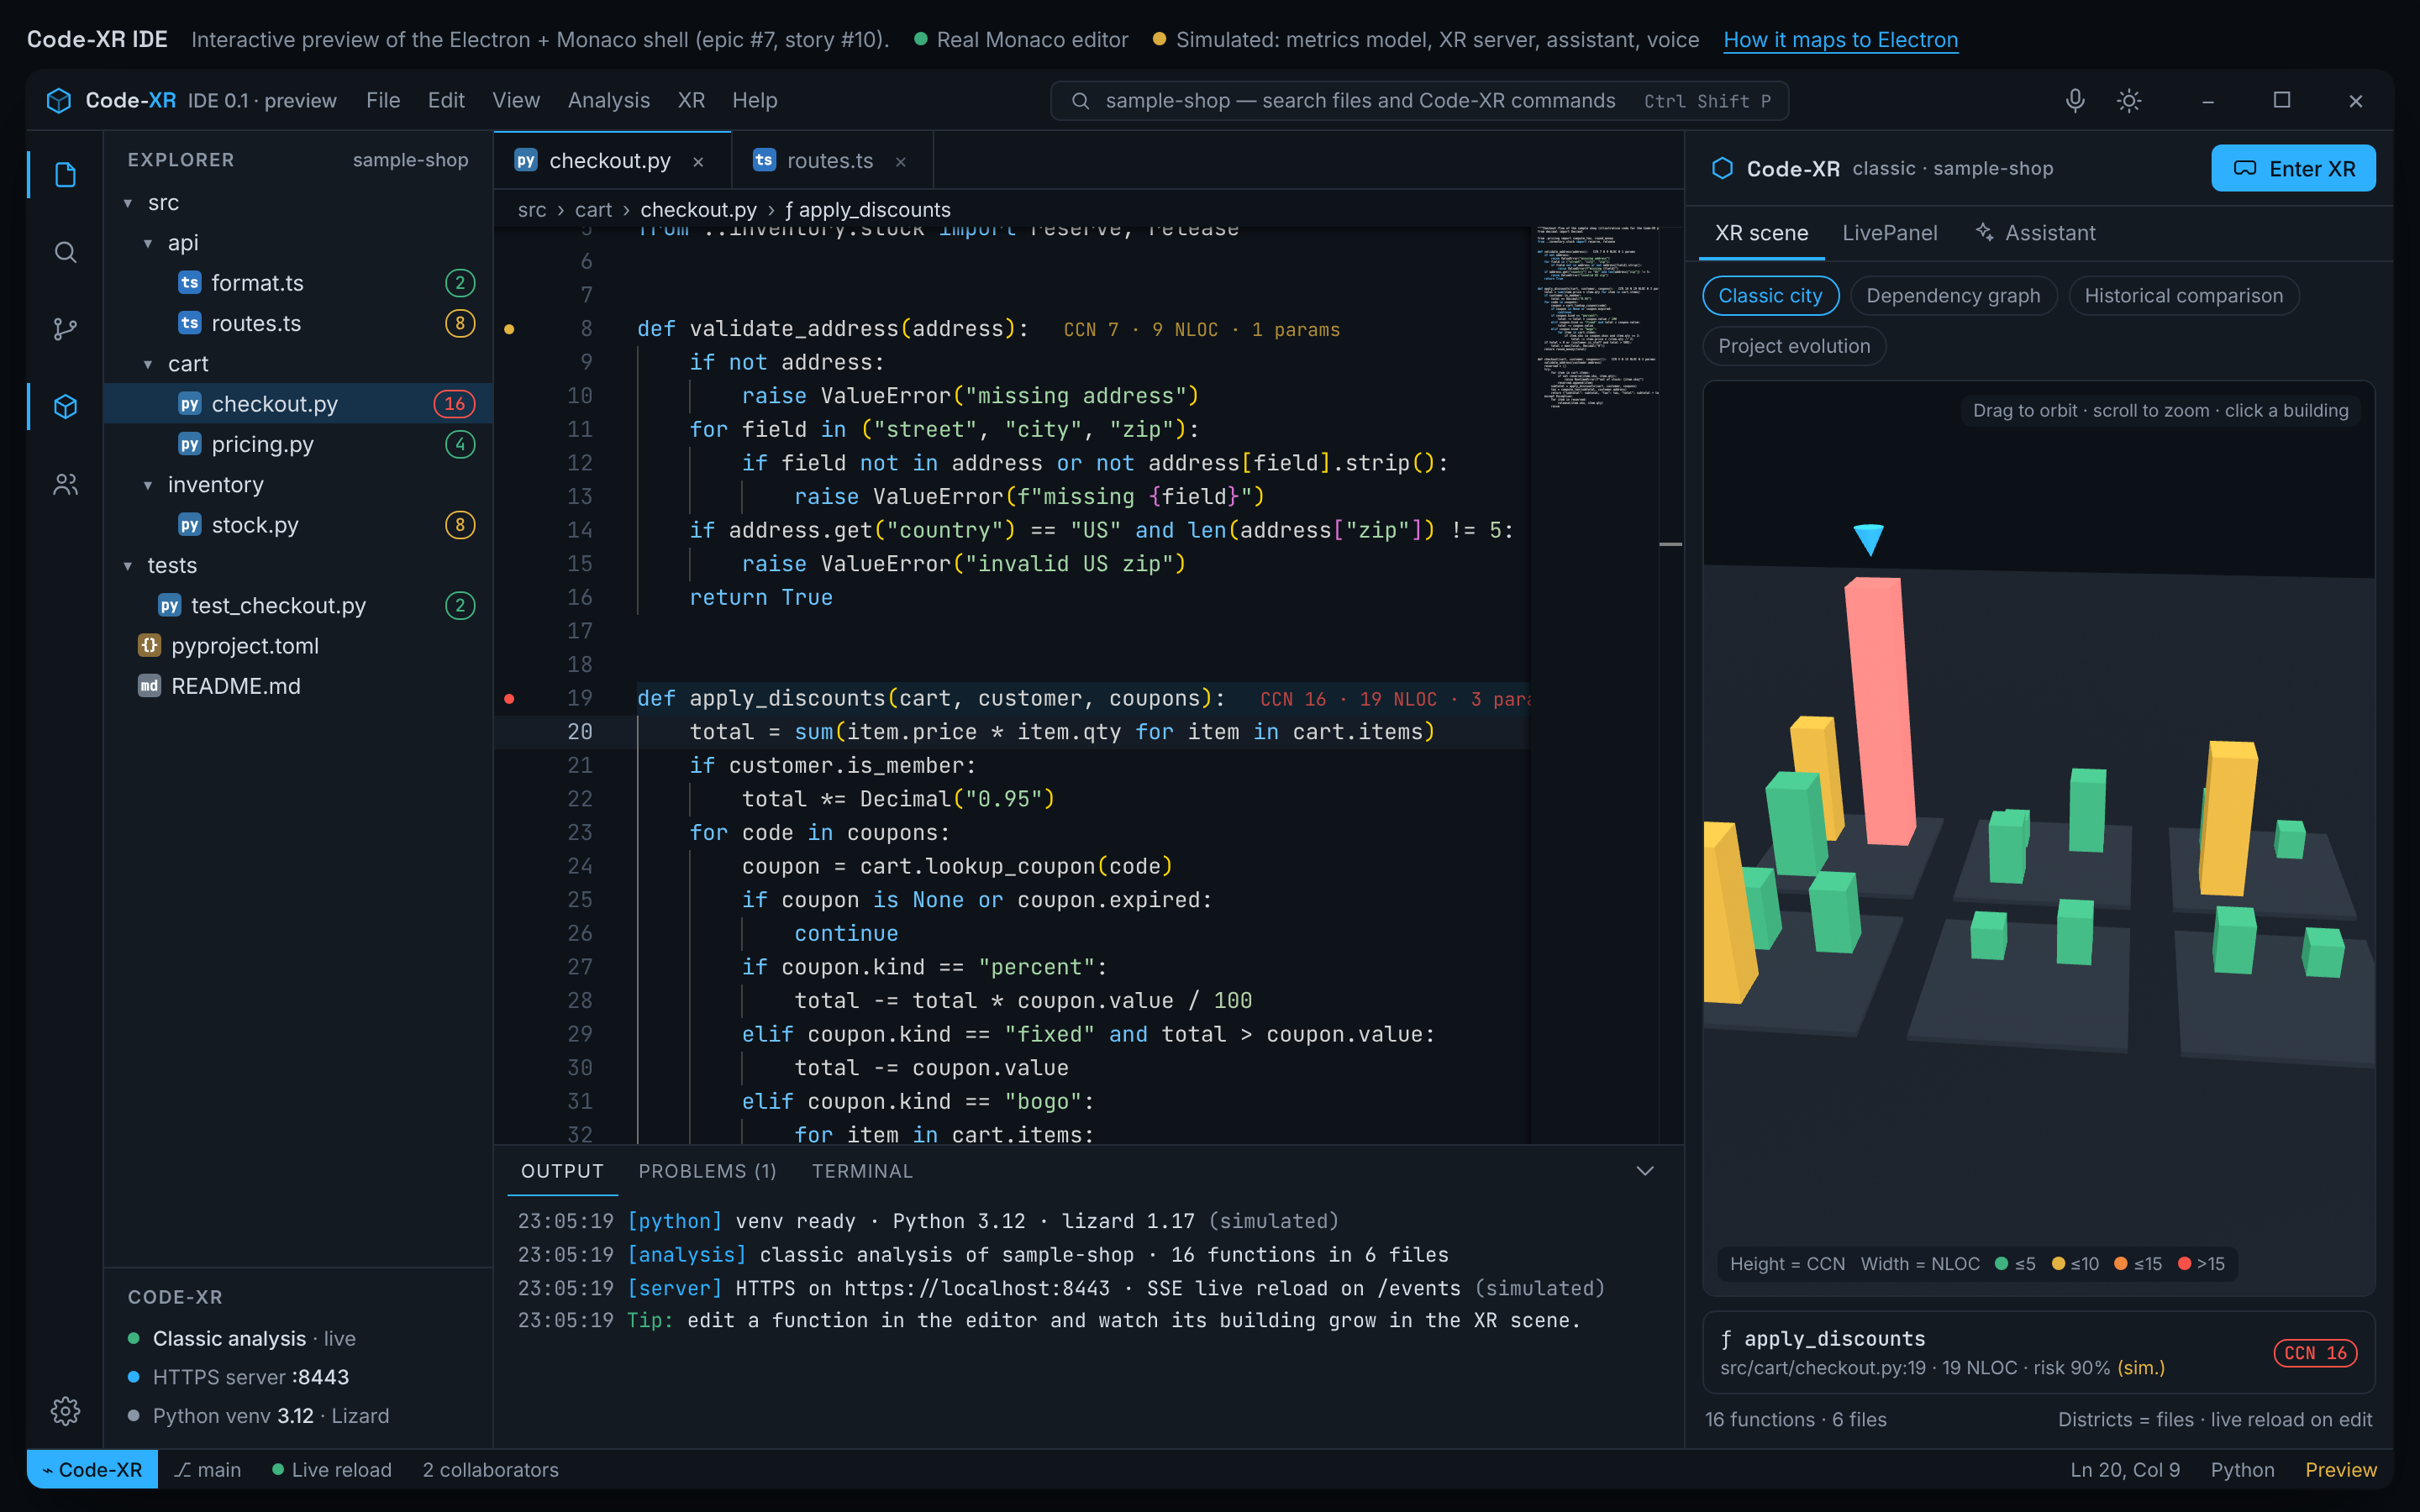 Code-XR IDE Interactive preview of the Electron + Monaco shell (epic #7, story #10). Real Monaco editor Simulated: metrics model, XR server, assistant, voice How it maps to Electron
Code-XR IDE 0.1 · preview File Edit View Analysis XR Help sample-shop — search files and Code-XR commands Ctrl Shift P
EXPLORER sample-shop
src
api
ts format.ts 2
ts routes.ts 8
cart
py checkout.py 16
py pricing.py 4
inventory
py stock.py 8
tests
py test_checkout.py 2
{} pyproject.toml
md README.md
CODE-XR
Classic analysis · live
HTTPS server :8443
Python venv 3.12 · Lizard
py checkout.py × ts routes.ts ×
src › cart › checkout.py › ƒ apply_discounts
5 from ..inventory.stock import reserve, release
6
7
8 def validate_address(address): CCN 7 · 9 NLOC · 1 params
9 if not address:
10 raise ValueError("missing address")
11 for field in ("street", "city", "zip"):
12 if field not in address or not address[field].strip():
13 raise ValueError(f"missing {field}")
14 if address.get("country") == "US" and len(address["zip"]) != 5:
15 raise ValueError("invalid US zip")
16 return True
17
18
19 def apply_discounts(cart, customer, coupons): CCN 16 · 19 NLOC · 3 para
20 total = sum(item.price * item.qty for item in cart.items)
21 if customer.is_member:
22 total *= Decimal("0.95")
23 for code in coupons:
24 coupon = cart.lookup_coupon(code)
25 if coupon is None or coupon.expired:
26 continue
27 if coupon.kind == "percent":
28 total -= total * coupon.value / 100
29 elif coupon.kind == "fixed" and total > coupon.value:
30 total -= coupon.value
31 elif coupon.kind == "bogo":
32 for item in cart.items:
OUTPUT PROBLEMS (1) TERMINAL
23:05:19 [python] venv ready · Python 3.12 · lizard 1.17 (simulated)
23:05:19 [analysis] classic analysis of sample-shop · 16 functions in 6 files
23:05:19 [server] HTTPS on https://localhost:8443 · SSE live reload on /events (simulated)
23:05:19 Tip: edit a function in the editor and watch its building grow in the XR scene.
Code-XR classic · sample-shop Enter XR
XR scene LivePanel Assistant
Classic city Dependency graph Historical comparison
Project evolution
Drag to orbit · scroll to zoom · click a building
Height = CCN Width = NLOC ≤5 ≤10 ≤15 >15
ƒ apply_discounts
src/cart/checkout.py:19 · 19 NLOC · risk 90% (sim.)
CCN 16
16 functions · 6 files Districts = files · live reload on edit
Code-XR main Live reload 2 collaborators Ln 20, Col 9 Python Preview